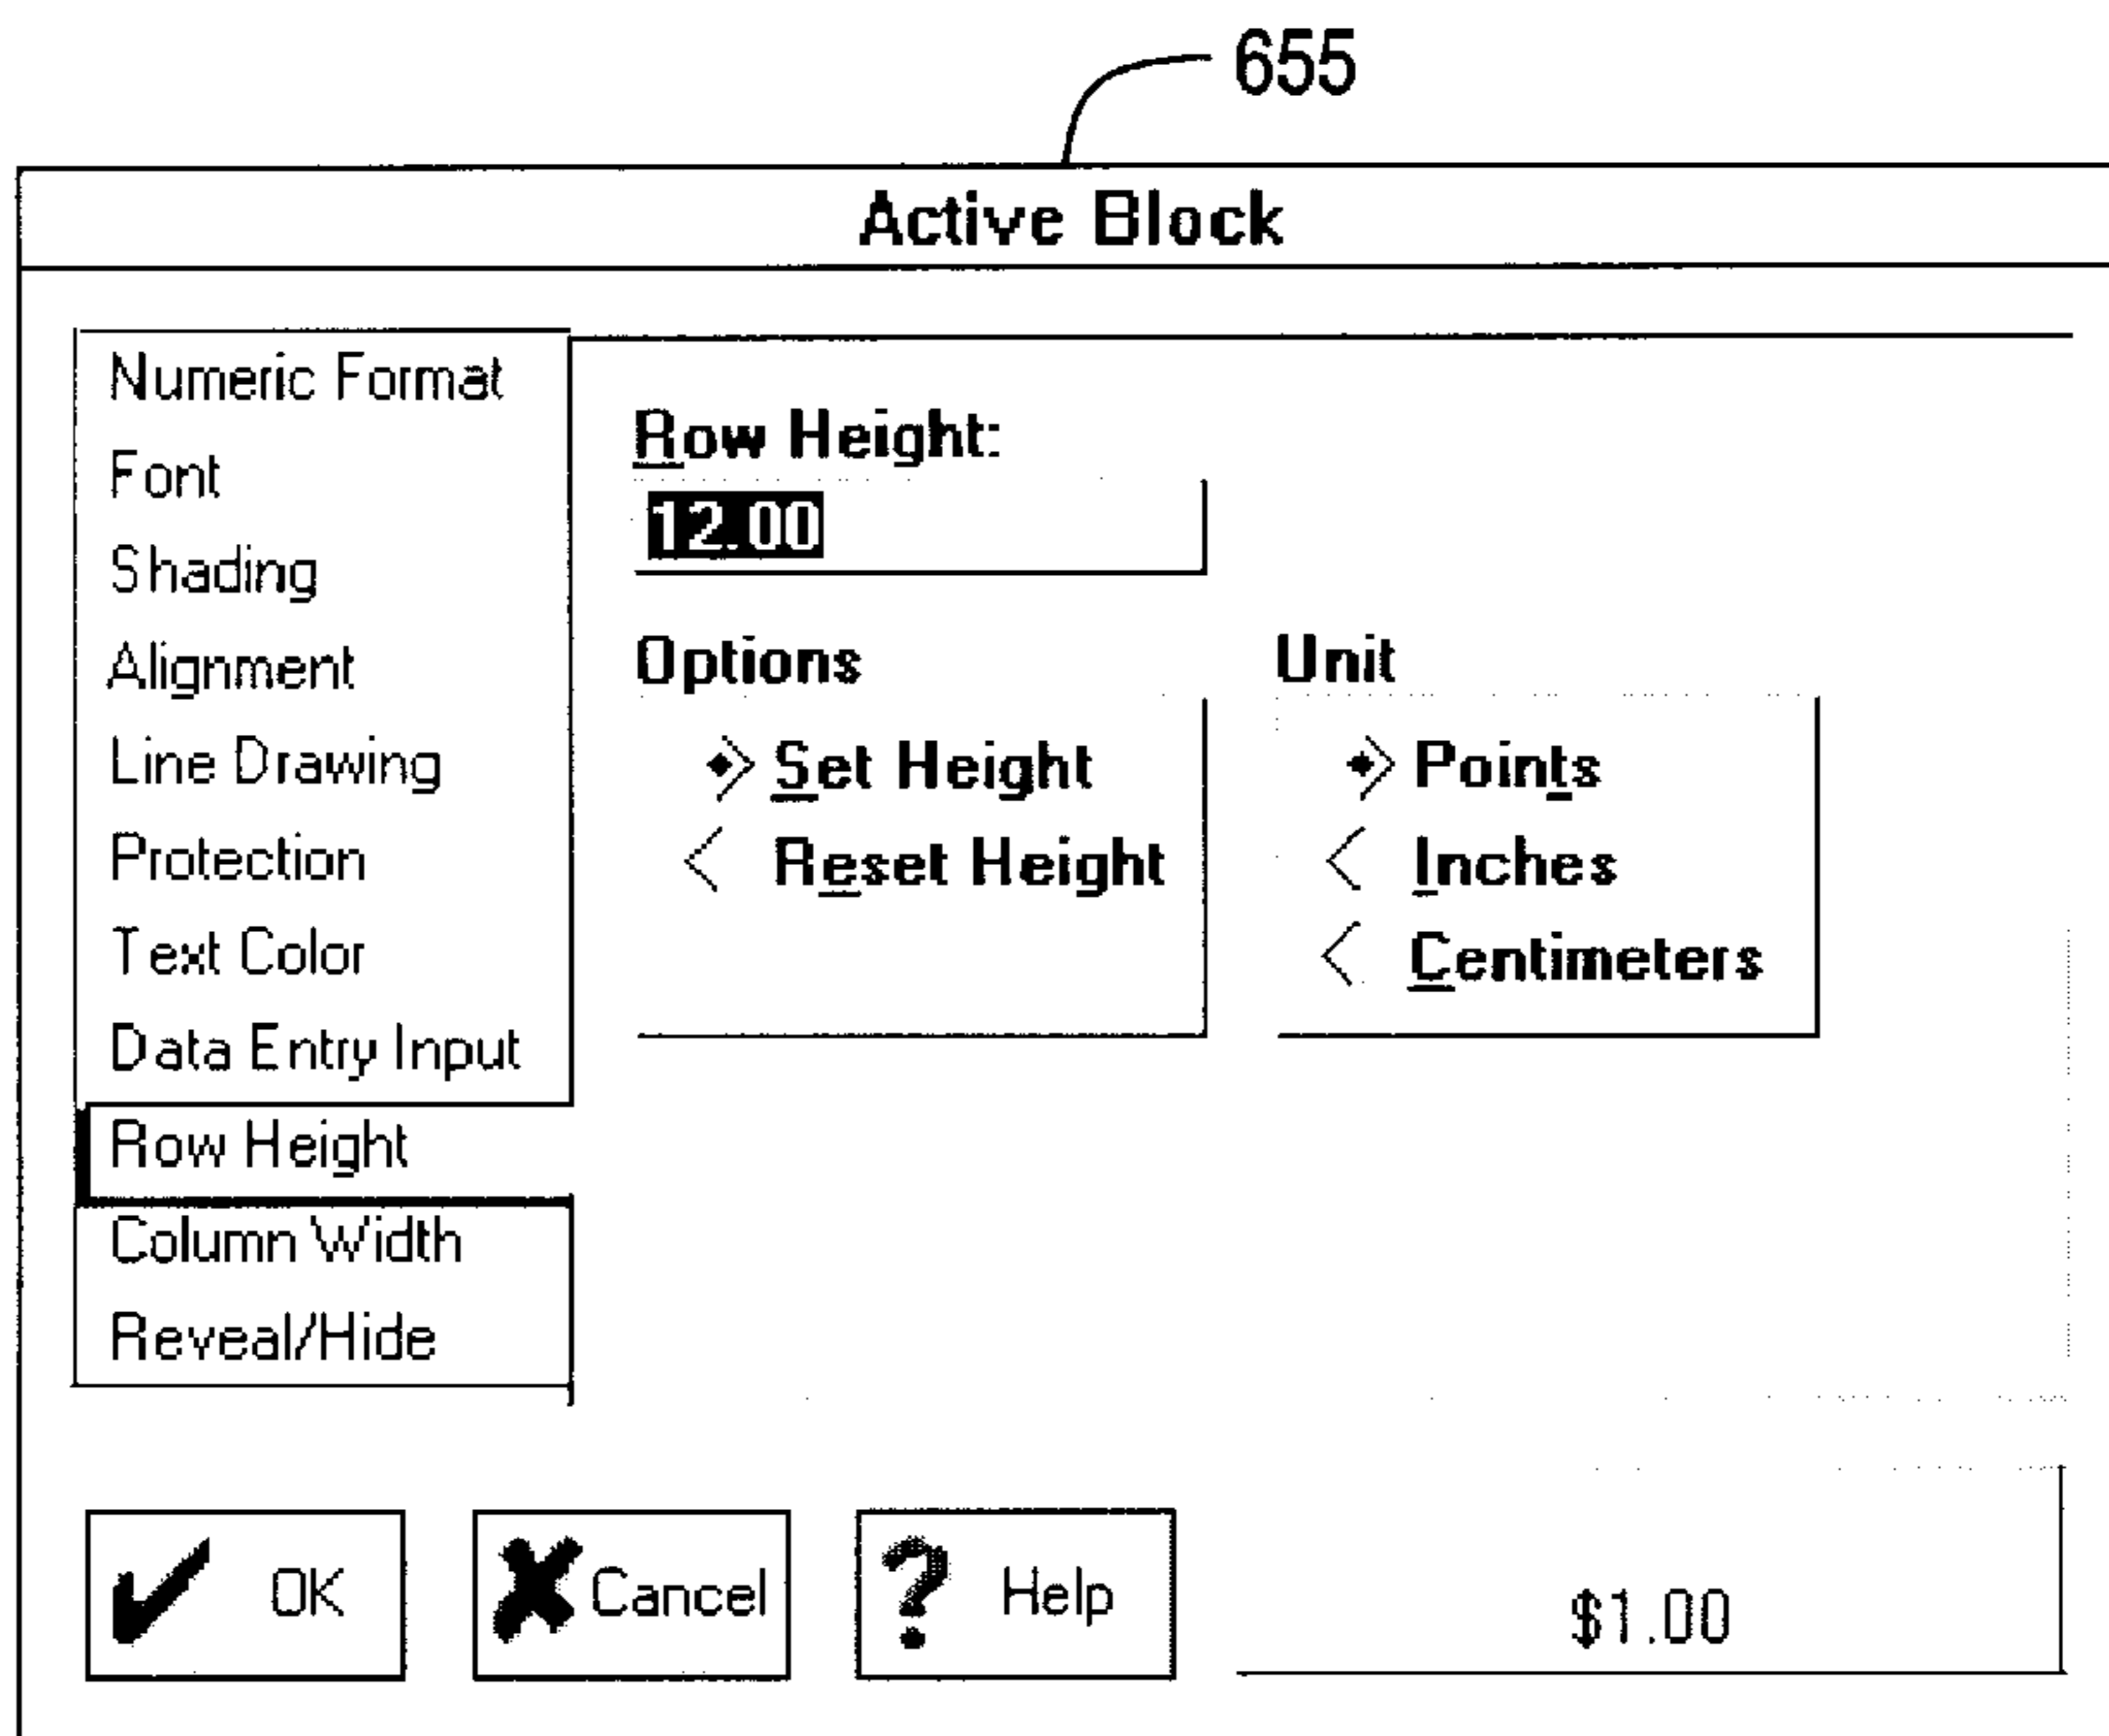 655
Active Block
Numeric Format
Font
Shading
Alignment
Line Drawing
Protection
Text Color
Data Entry Input
Row Height
Column Width
Reveal/Hide
Row Height:
12.00
Options
Set Height
Reset Height
Unit
Points
Inches
Centimeters
OK
Cancel
Help
$1.00